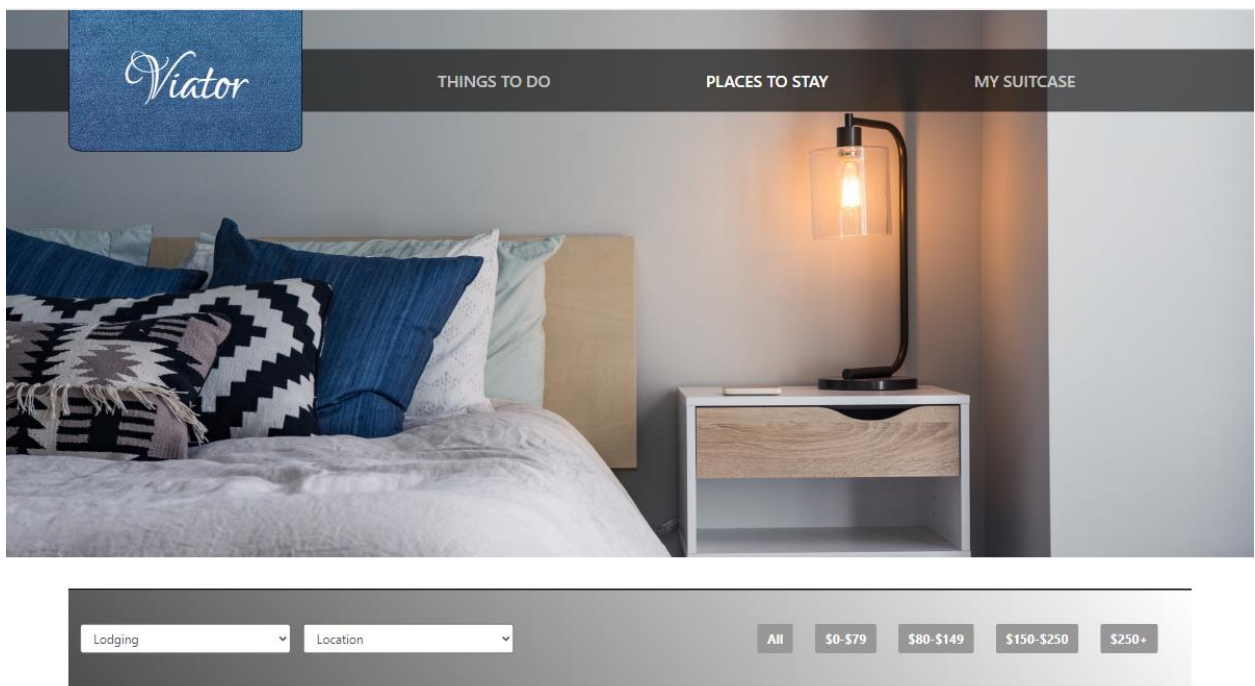 Viator
THINGS TO DO
PLACES TO STAY
MY SUITCASE
Lodging
Location
All
$0-$79
$80-$149
$150-$250
$250+